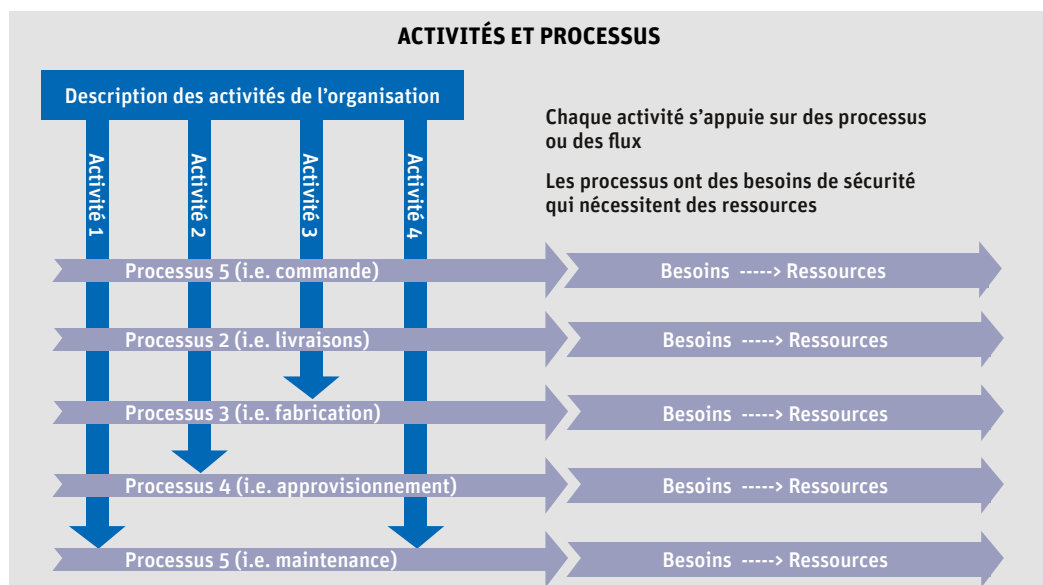 ACTIVITÉS ET PROCESSUS
Description des activités de l'organisation
Chaque activité s'appuie sur des processus
ou des flux
Les processus ont des besoins de sécurité
qui nécessitent des ressources
Activité 1
Activité 2
Activité 3
Activité 4
Processus 5 (i.e. commande)
Besoins -----> Ressources
Processus 2 (i.e. livraisons)
Besoins -----> Ressources
Processus 3 (i.e. fabrication)
Besoins -----> Ressources
Processus 4 (i.e. approvisionnement)
Besoins -----> Ressources
Processus 5 (i.e. maintenance)
Besoins -----> Ressources